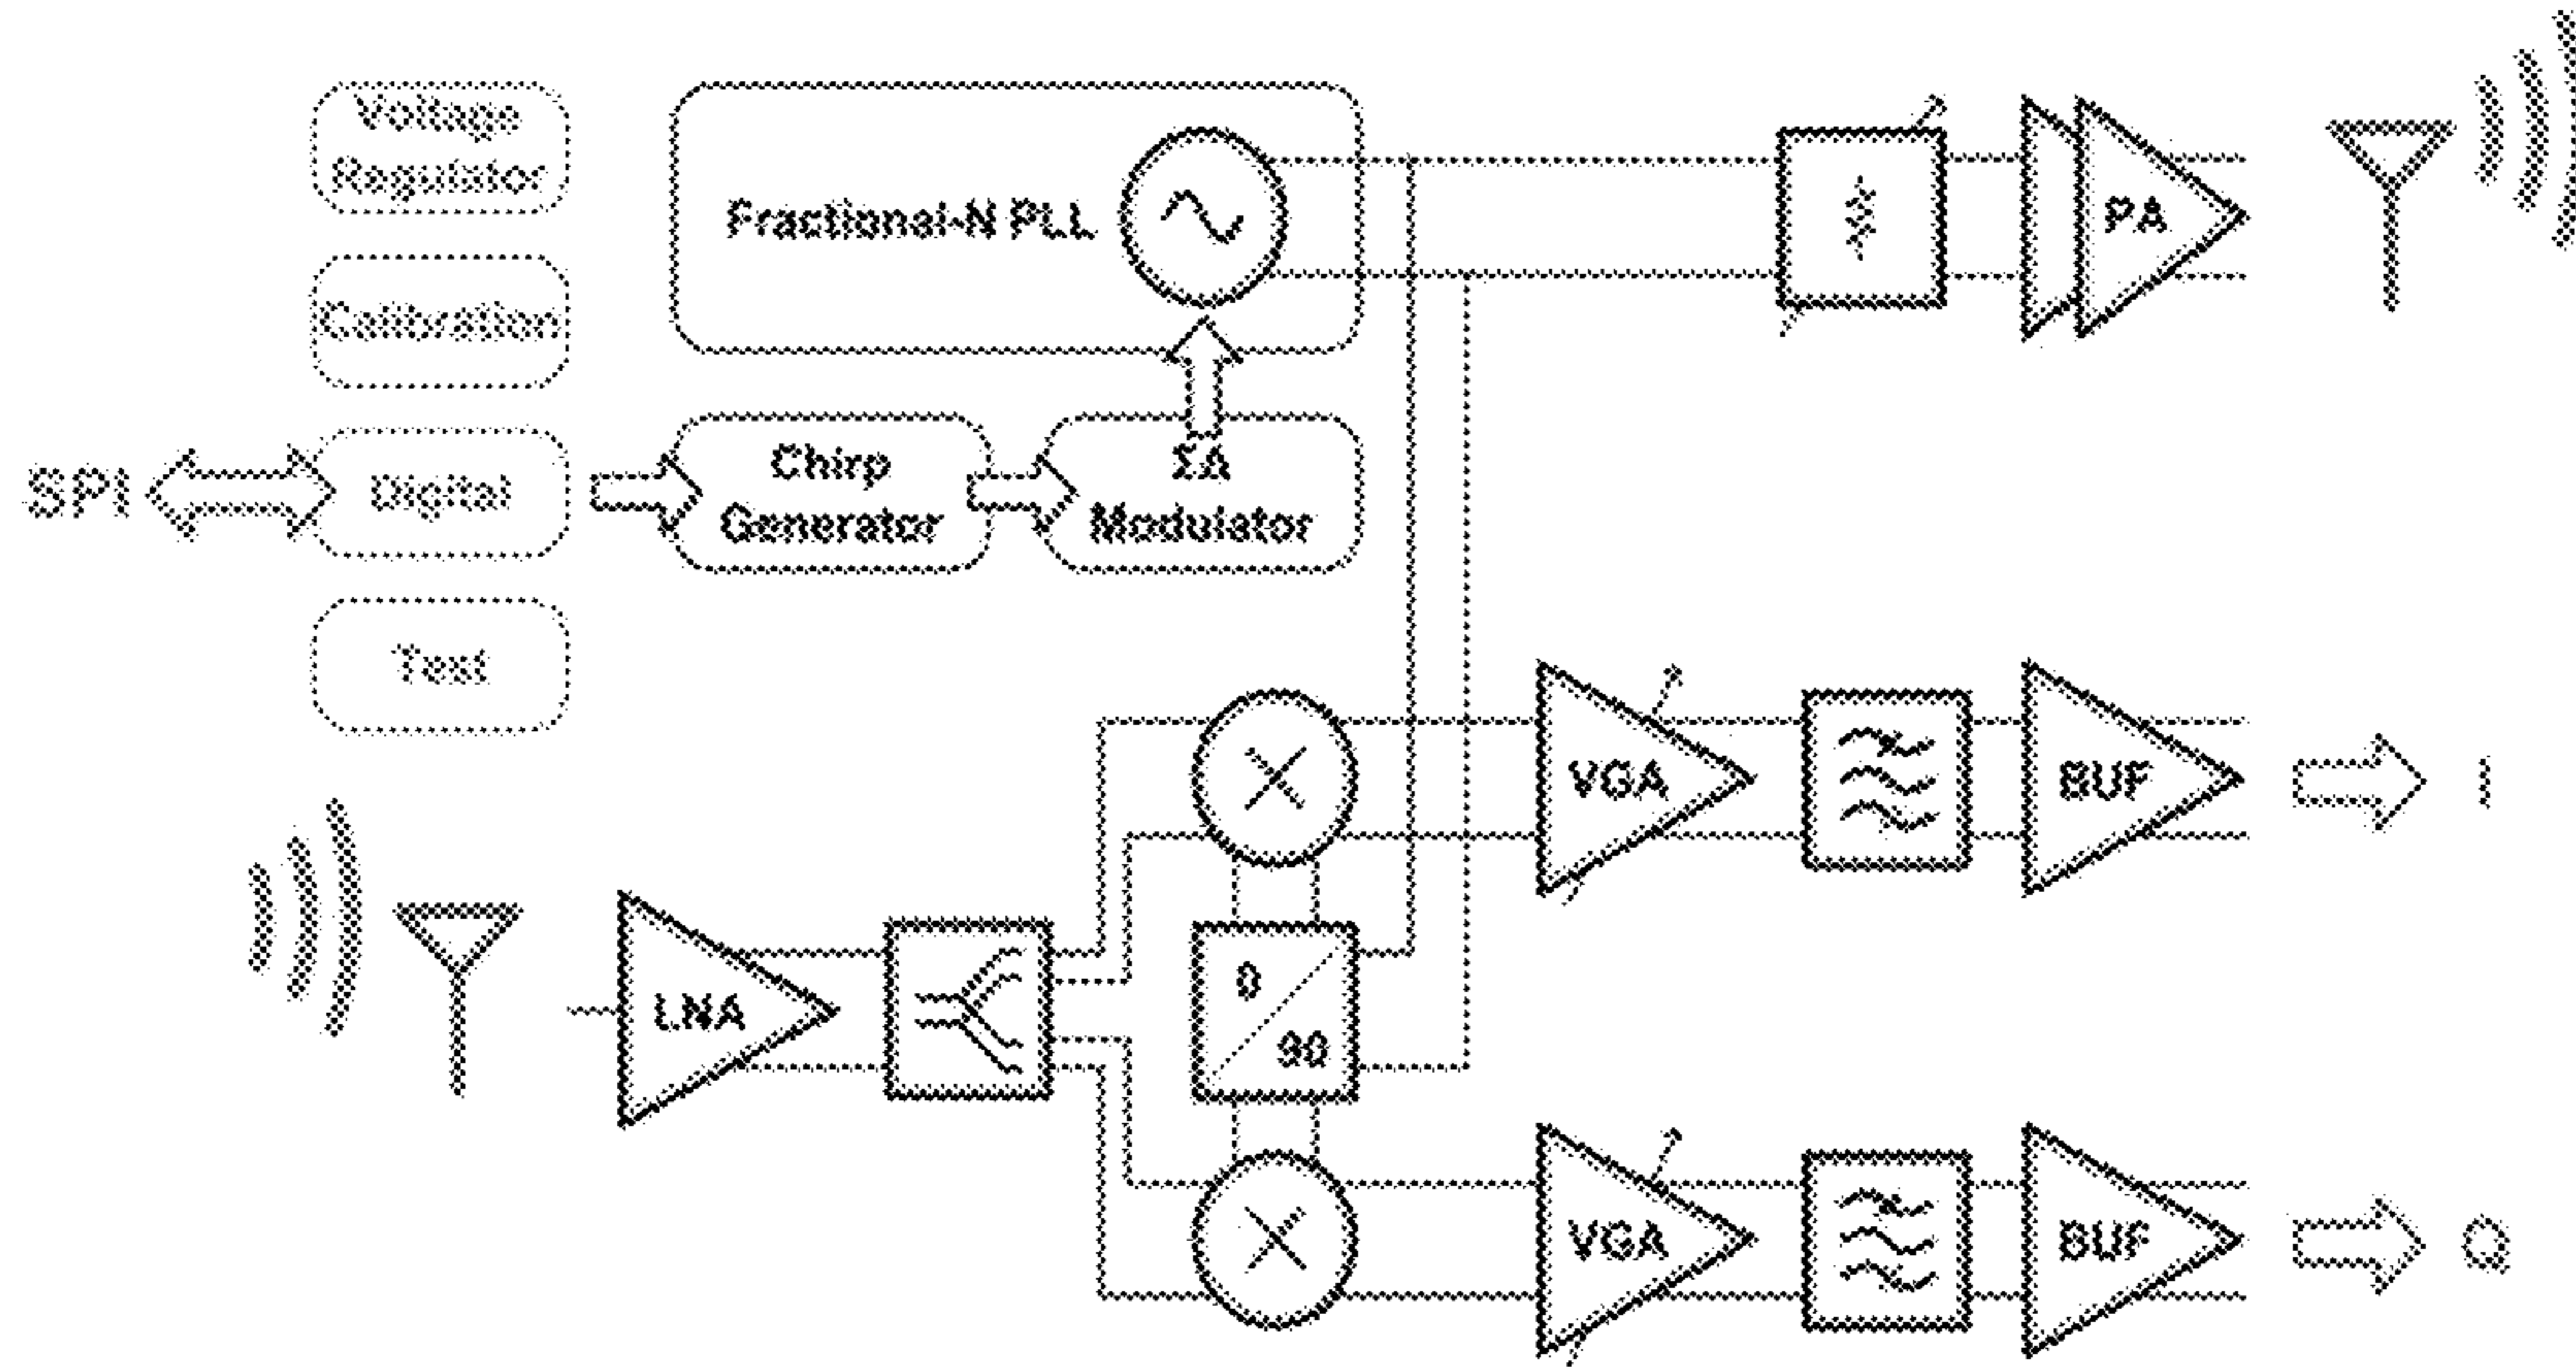 Voltage
Regulator
Fractional-N PLL
PA
Calibration
SPI
Digital
Chirp
Generator
ΣΔ
Modulator
Test
VGA
BUF
I
LNA
0
90
VGA
BUF
Q